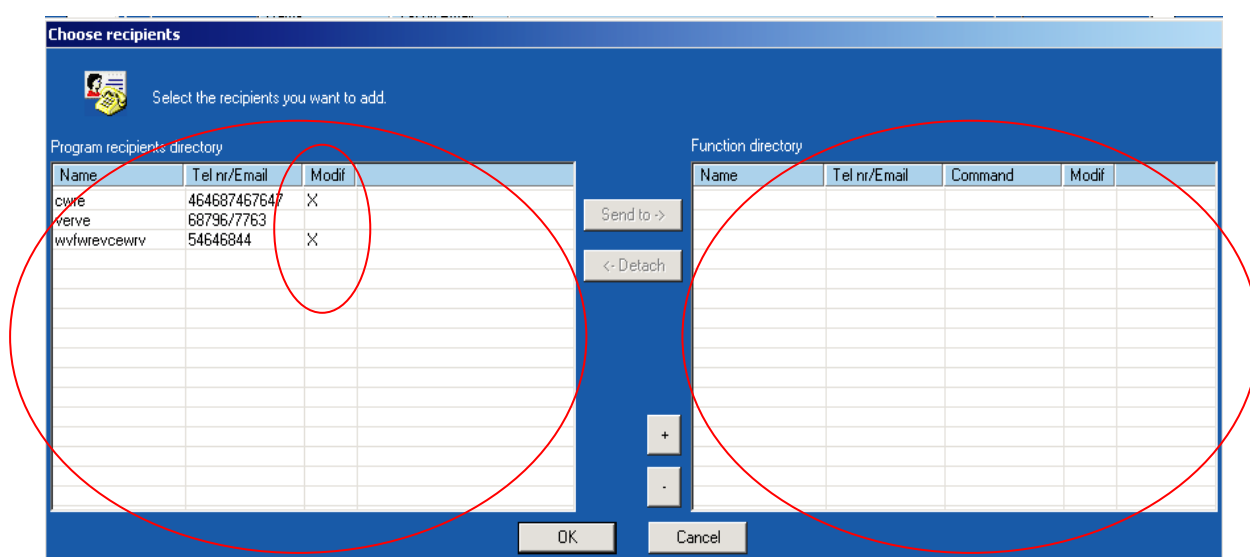 Choose recipients
Select the recipients you want to add.
Program recipients directory
Name Tel nr/Email Modif
cwre 464687467647 X
verve 68796/7763
wvfwrevcewrv 54646844 X
Send to ->
<- Detach
+
-
Function directory
Name Tel nr/Email Command Modif
OK Cancel